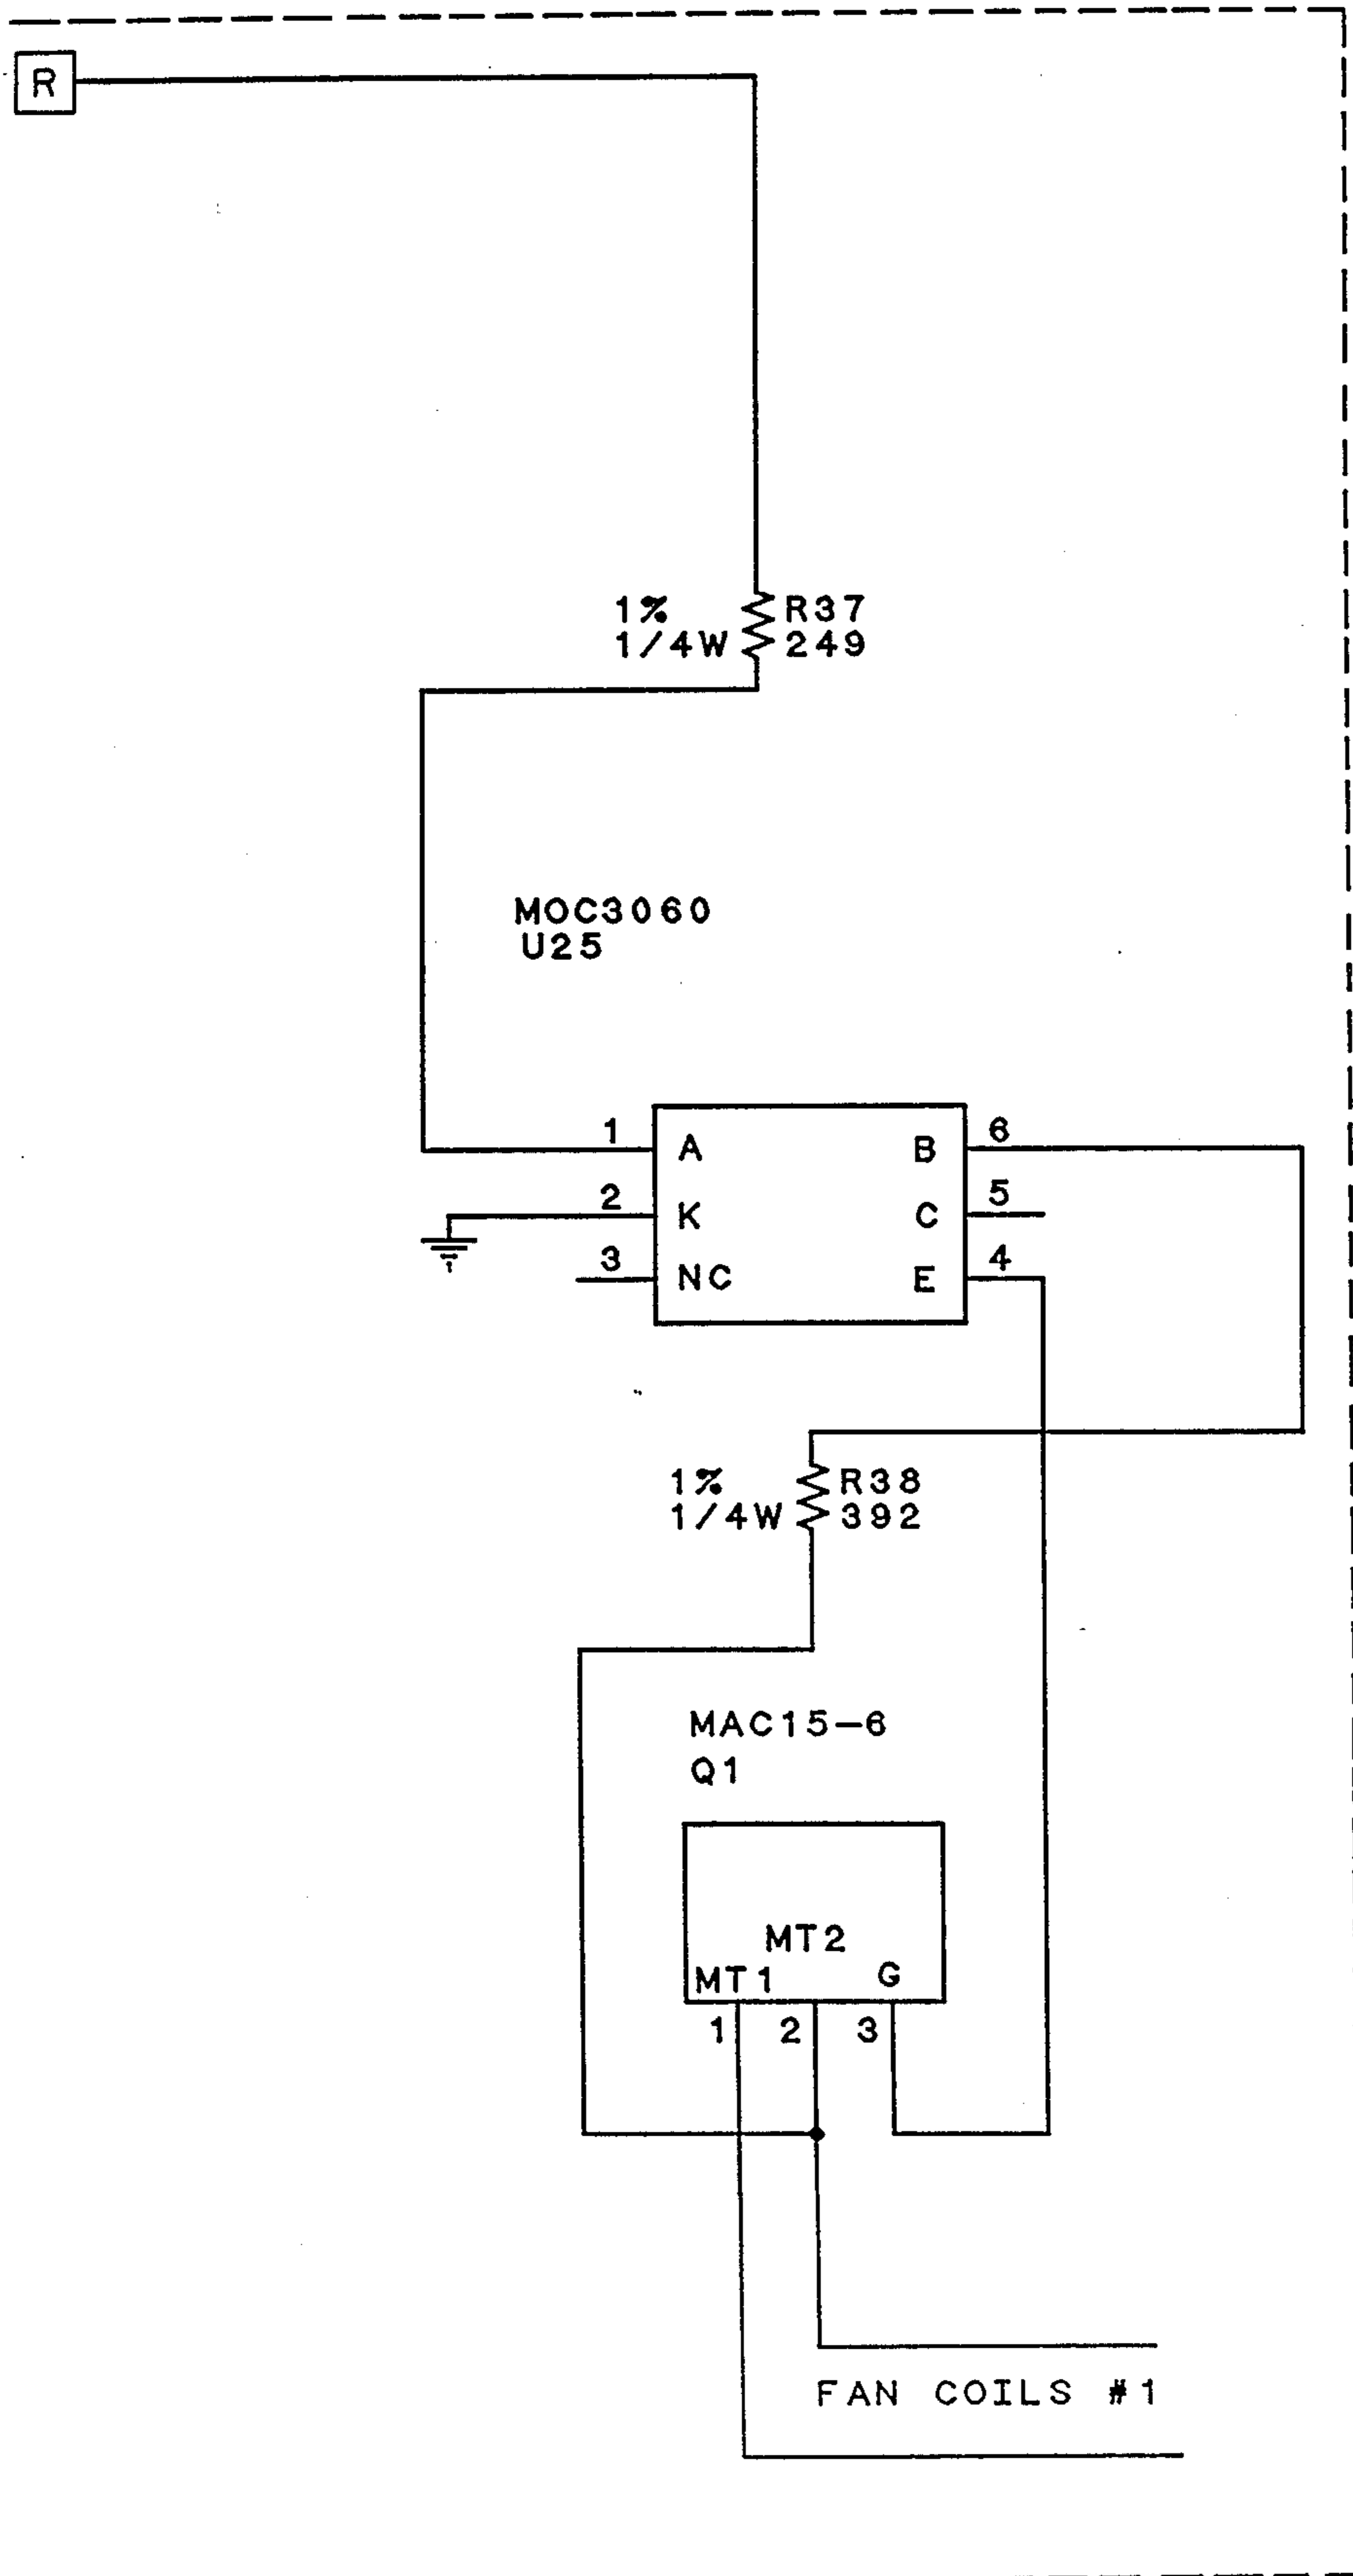 R
1% R37
1/4W 249
MOC3060
U25
1 A B 6
2 K C 5
3 NC E 4
1% R38
1/4W 392
MAC15-6
Q1
MT2
MT1 G
1 2 3
FAN COILS #1